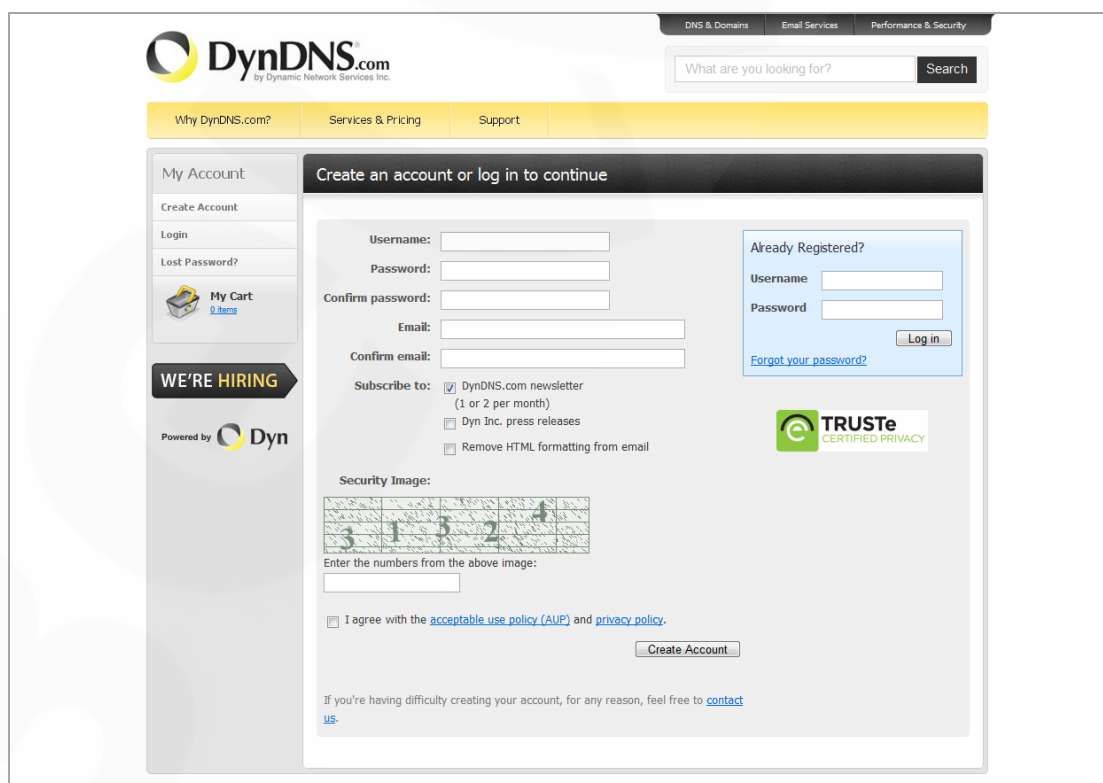 DNS & Domains Email Services Performance & Security
DynDNS.com
by Dynamic Network Services Inc.
What are you looking for? Search
Why DynDNS.com? Services & Pricing Support
My Account
Create Account
Login
Lost Password?
My Cart
0 items
WE'RE HIRING
Powered by Dyn
Create an account or log in to continue
Username:
Password:
Confirm password:
Email:
Confirm email:
Subscribe to: DynDNS.com newsletter
(1 or 2 per month)
Dyn Inc. press releases
Remove HTML formatting from email
Security Image:
3 1 3 2 4
Enter the numbers from the above image:
I agree with the acceptable use policy (AUP) and privacy policy.
Create Account
If you're having difficulty creating your account, for any reason, feel free to contact
us.
Already Registered?
Username
Password
Log in
Forgot your password?
TRUSTe
CERTIFIED PRIVACY